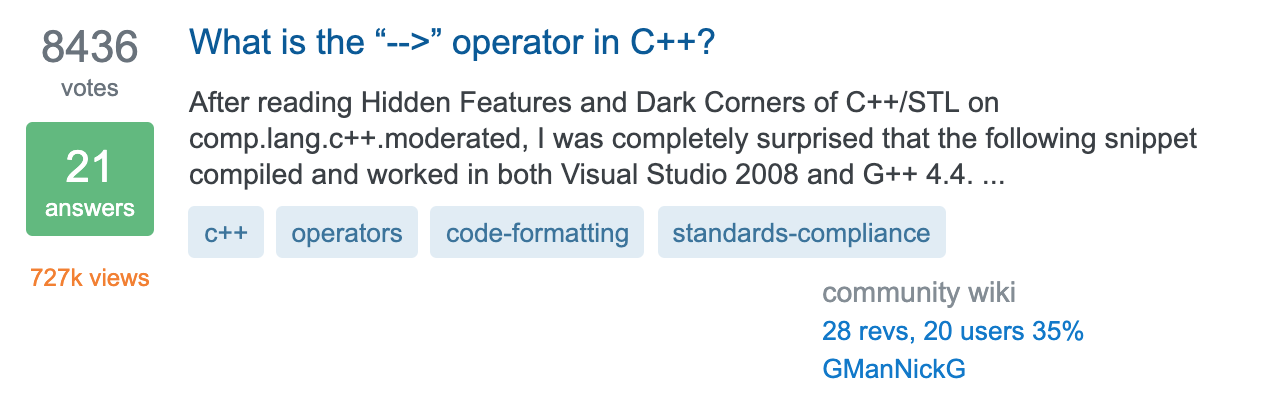 8436
votes
21
answers
727k views
What is the “-->” operator in C++?
After reading Hidden Features and Dark Corners of C++/STL on
comp.lang.c++.moderated, I was completely surprised that the following snippet
compiled and worked in both Visual Studio 2008 and G++ 4.4. ...
c++ operators code-formatting standards-compliance
community wiki
28 revs, 20 users 35%
GManNickG